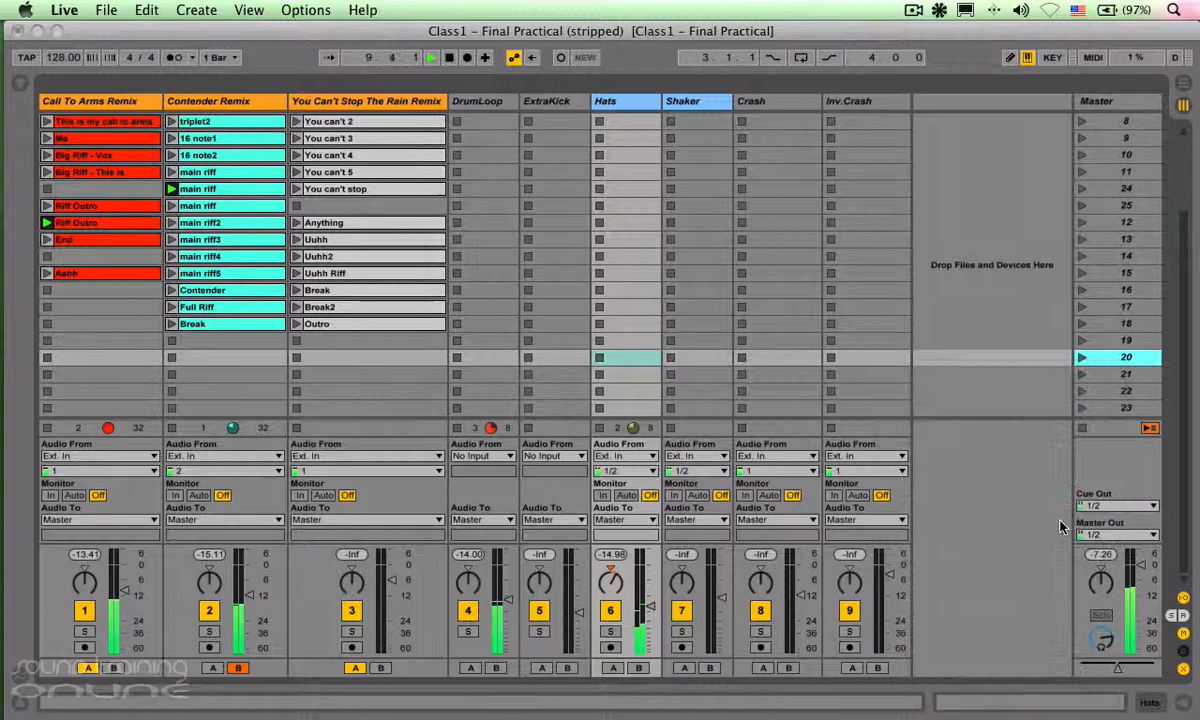 Live File Edit Create View Options Help (97%)
Class1 - Final Practical (stripped) [Class1 - Final Practical]
TAP 128.00 4 / 4 1 Bar 9 . 4 . 1 NEW 3 . 1 . 1 4 . 0 . 0 KEY MIDI 1 % D
Call To Arms Remix Contender Remix You Can't Stop The Rain Remix DrumLoop ExtraKick Hats Shaker Crash Inv.Crash Master
This is my call to arms triplet2 You can't 2 8
Me 16 note1 You can't 3 9
Big Riff - Vox 16 note2 You can't 4 10
Big Riff - This is main riff You can't 5 11
main riff You can't stop 24
Riff Outro main riff 25
Riff Outro main riff2 Anything 12
End main riff3 Uuhh 13
main riff4 Uuhh2 14
Drop Files and Devices Here
Aahh main riff5 Uuhh Riff 15
Contender Break 16
Full Riff Break2 17
Break Outro 18
19
20
21
22
23
2 32 1 32 3 8 2 8
Audio From Audio From Audio From Audio From Audio From Audio From Audio From Audio From Audio From
Ext. In Ext. In Ext. In No Input No Input Ext. In Ext. In Ext. In Ext. In
1 2 1 1/2 1/2 1 1
Monitor Monitor Monitor Monitor Monitor Monitor Monitor Cue Out
In Auto Off In Auto Off In Auto Off In Auto Off In Auto Off In Auto Off In Auto Off 1/2
Audio To Audio To Audio To Audio To Audio To Audio To Audio To Audio To Audio To Master Out
Master Master Master Master Master Master Master Master Master 1/2
-13.41 6 -15.11 6 -Inf 6 -14.00 -Inf -14.98 -Inf -Inf 6 -Inf 6 -7.26 6
0 0 0 0 0 0
6 6 6 6 6 6
12 12 12 12 12 12
1 2 3 4 5 6 7 8 9
24 24 24 24 24 Solo 24
S S S S S S S S S
36 36 36 36 36 36
60 60 60 60 60 60
A B A B A B A B A B A B A B A B A B
soundtraining
ONLINE
Hats